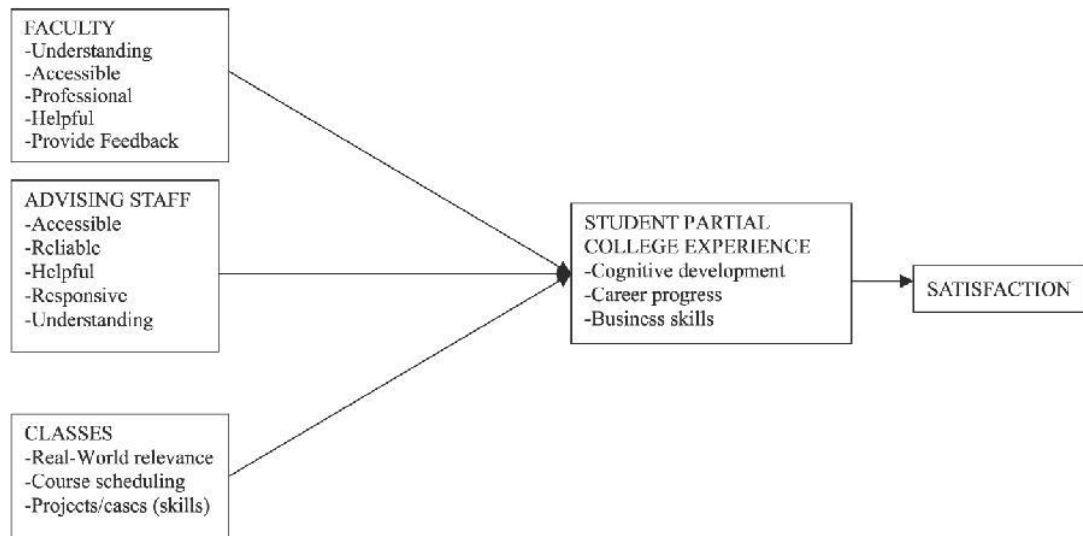 FACULTY
-Understanding
-Accessible
-Professional
-Helpful
-Provide Feedback
ADVISING STAFF
-Accessible
-Reliable
-Helpful
-Responsive
-Understanding
CLASSES
-Real-World relevance
-Course scheduling
-Projects/cases (skills)
STUDENT PARTIAL
COLLEGE EXPERIENCE
-Cognitive development
-Career progress
-Business skills
SATISFACTION